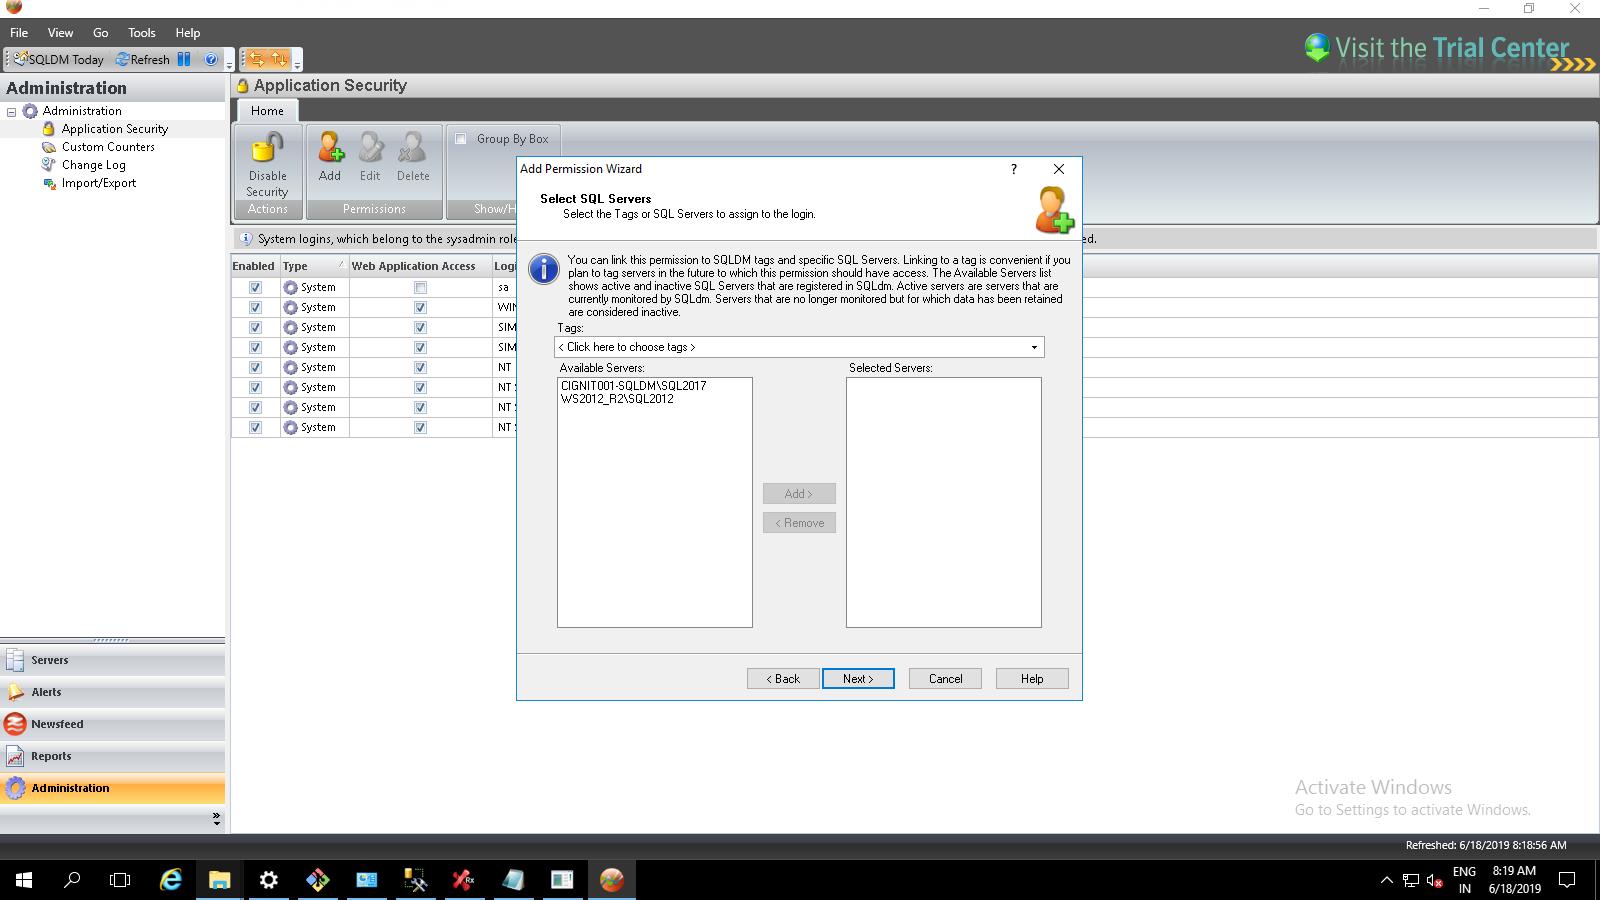 File View Go Tools Help
SQLDM Today Refresh
Visit the Trial Center
Administration
Administration
Application Security
Custom Counters
Change Log
Import/Export
Servers
Alerts
Newsfeed
Reports
Administration
Application Security
Home
Disable
Security
Actions
Add Edit Delete
Permissions
Group By Box
Show/H
System logins, which belong to the sysadmin role
ed.
Enabled Type Web Application Access Logi
System sa
System WIN
System SIM
System SIM
System NT
System NT S
System NT S
System NT S
Add Permission Wizard
?
Select SQL Servers
Select the Tags or SQL Servers to assign to the login.
You can link this permission to SQLDM tags and specific SQL Servers. Linking to a tag is convenient if you
plan to tag servers in the future to which this permission should have access. The Available Servers list
shows active and inactive SQL Servers that are registered in SQLdm. Active servers are servers that are
currently monitored by SQLdm. Servers that are no longer monitored but for which data has been retained
are considered inactive.
Tags:
< Click here to choose tags >
Available Servers:
CIGNIT001-SQLDM\SQL2017
WS2012_R2\SQL2012
Selected Servers:
Add >
< Remove
< Back Next > Cancel Help
Activate Windows
Go to Settings to activate Windows.
Refreshed: 6/18/2019 8:18:56 AM
ENG
IN
8:19 AM
6/18/2019